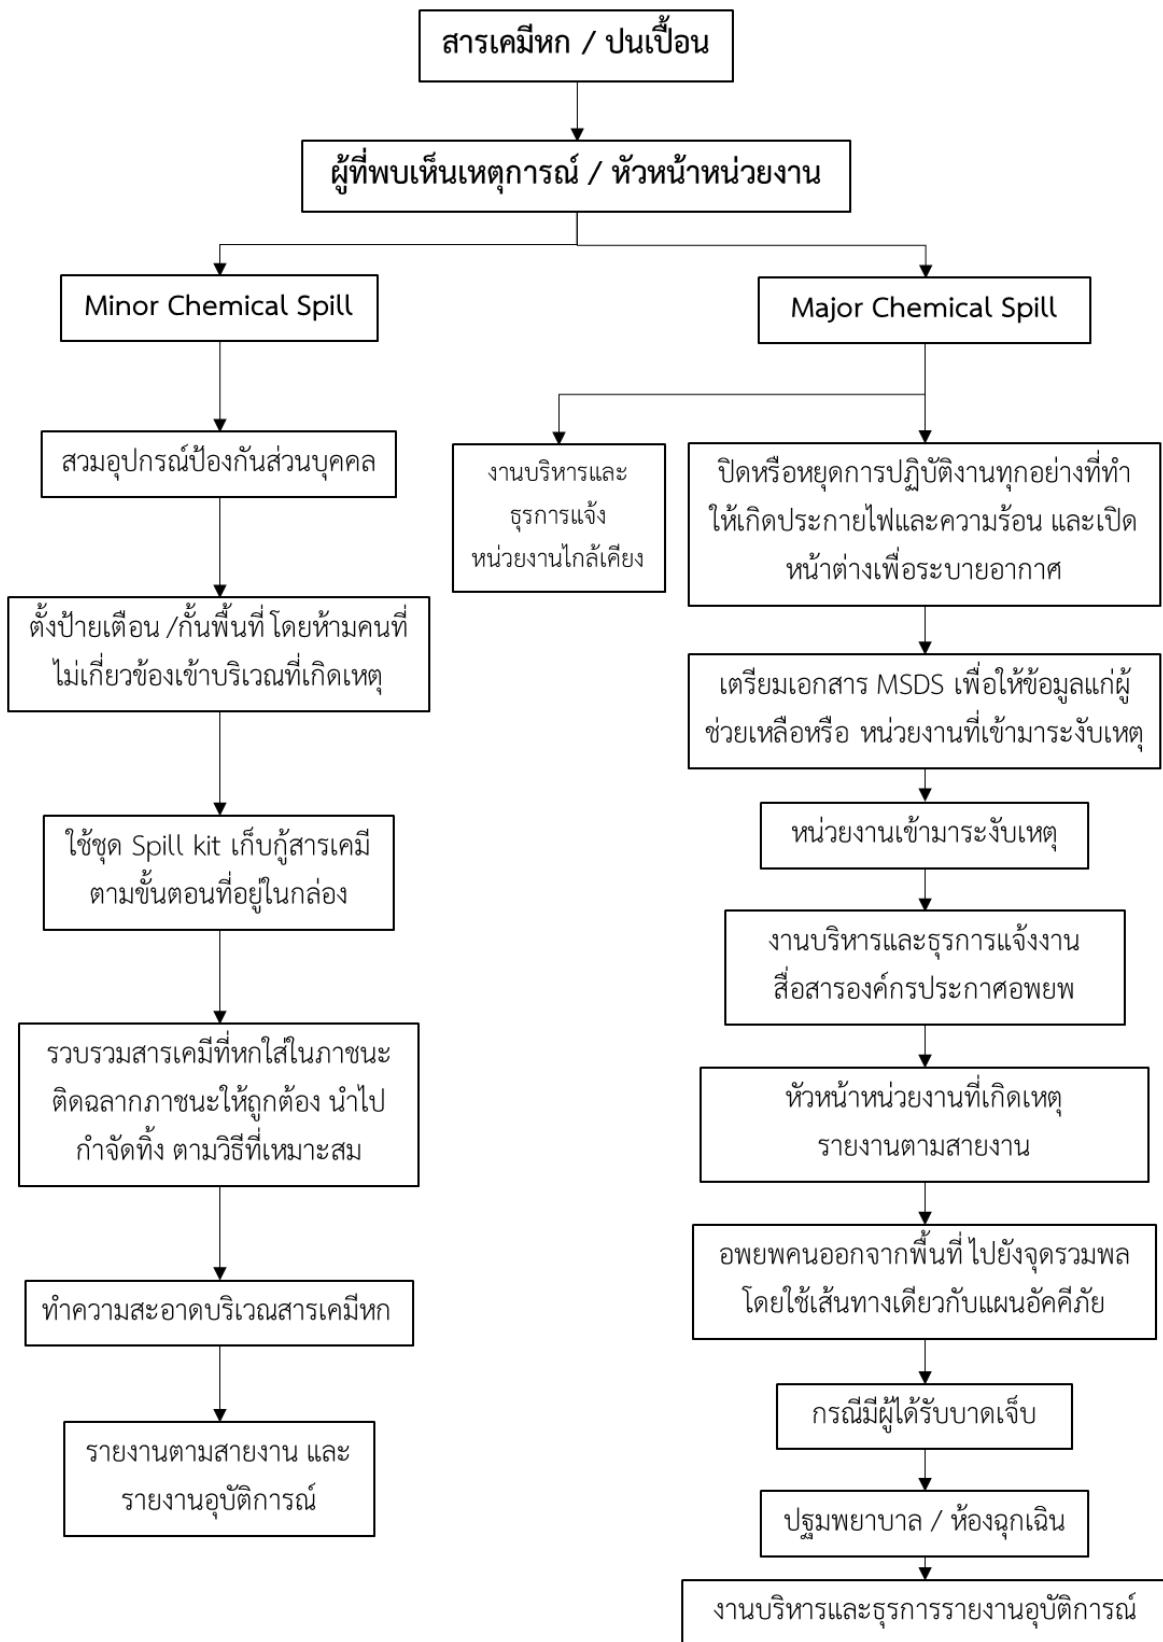 สารเคมีหก / ปนเปื้อน
ผู้ที่พบเห็นเหตุการณ์ / หัวหน้าหน่วยงาน
Minor Chemical Spill
Major Chemical Spill
สวมอุปกรณ์ป้องกันส่วนบุคคล
ตั้งป้ายเตือน /กั้นพื้นที่ โดยห้ามคนที่
ไม่เกี่ยวข้องเข้าบริเวณที่เกิดเหตุ
ใช้ชุด Spill kit เก็บกู้สารเคมี
ตามขั้นตอนที่อยู่ในกล่อง
รวบรวมสารเคมีที่หกใส่ในภาชนะ
ติดฉลากภาชนะให้ถูกต้อง นำไป
กำจัดทิ้ง ตามวิธีที่เหมาะสม
ทำความสะอาดบริเวณสารเคมีหก
รายงานตามสายงาน และ
รายงานอุบัติการณ์
งานบริหารและ
ธุรการแจ้ง
หน่วยงานไกล้เคียง
ปิดหรือหยุดการปฏิบัติงานทุกอย่างที่ทำ
ให้เกิดประกายไฟและความร้อน และเปิด
หน้าต่างเพื่อระบายอากาศ
เตรียมเอกสาร MSDS เพื่อให้ข้อมูลแก่ผู้
ช่วยเหลือหรือ หน่วยงานที่เข้ามาระงับเหตุ
หน่วยงานเข้ามาระงับเหตุ
งานบริหารและธุรการแจ้งงาน
สื่อสารองค์กรประกาศอพยพ
หัวหน้าหน่วยงานที่เกิดเหตุ
รายงานตามสายงาน
อพยพคนออกจากพื้นที่ ไปยังจุดรวมพล
โดยใช้เส้นทางเดียวกับแผนอัคคีภัย
กรณีมีผู้ได้รับบาดเจ็บ
ปฐมพยาบาล / ห้องฉุกเฉิน
งานบริหารและธุรการรายงานอุบัติการณ์